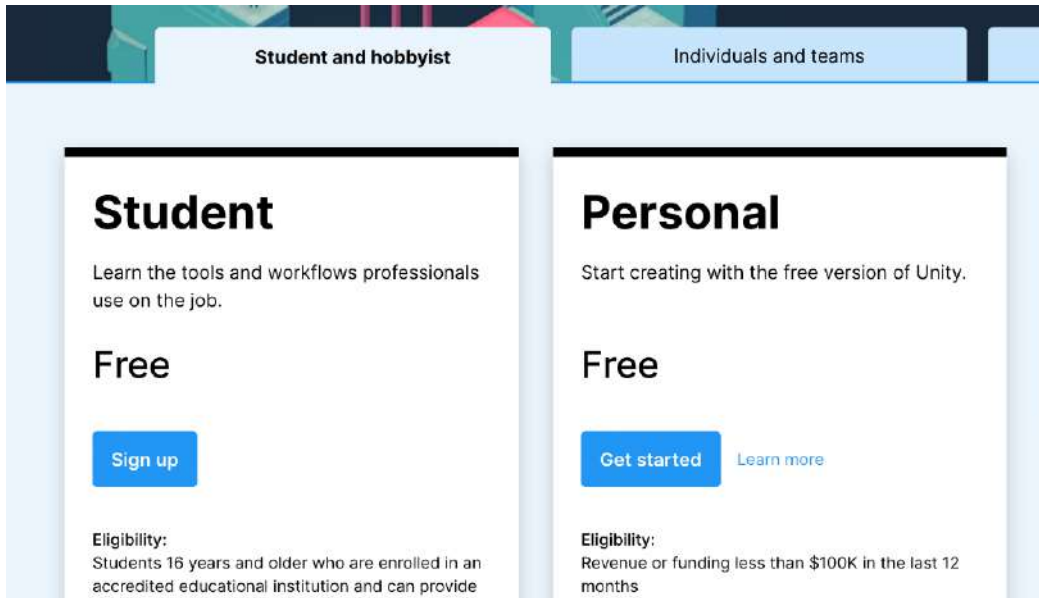 Student and hobbyist
Individuals and teams
Student
Learn the tools and workflows professionals
use on the job.
Free
Sign up
Eligibility:
Students 16 years and older who are enrolled in an
accredited educational institution and can provide
Personal
Start creating with the free version of Unity.
Free
Get started
Learn more
Eligibility:
Revenue or funding less than $100K in the last 12
months